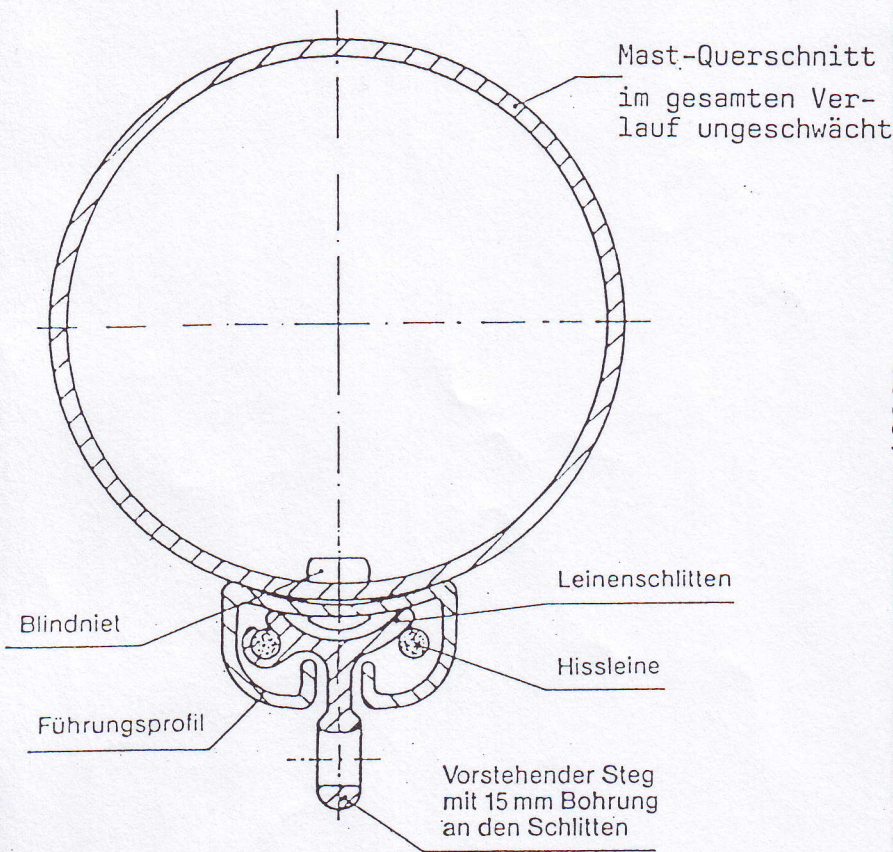 Mast-Querschnitt
im gesamten Ver-
lauf ungeschwächt
Leinenschlitten
Blindniet
Hissleine
Führungsprofil
Vorstehender Steg
mit 15 mm Bohrung
an den Schlitten